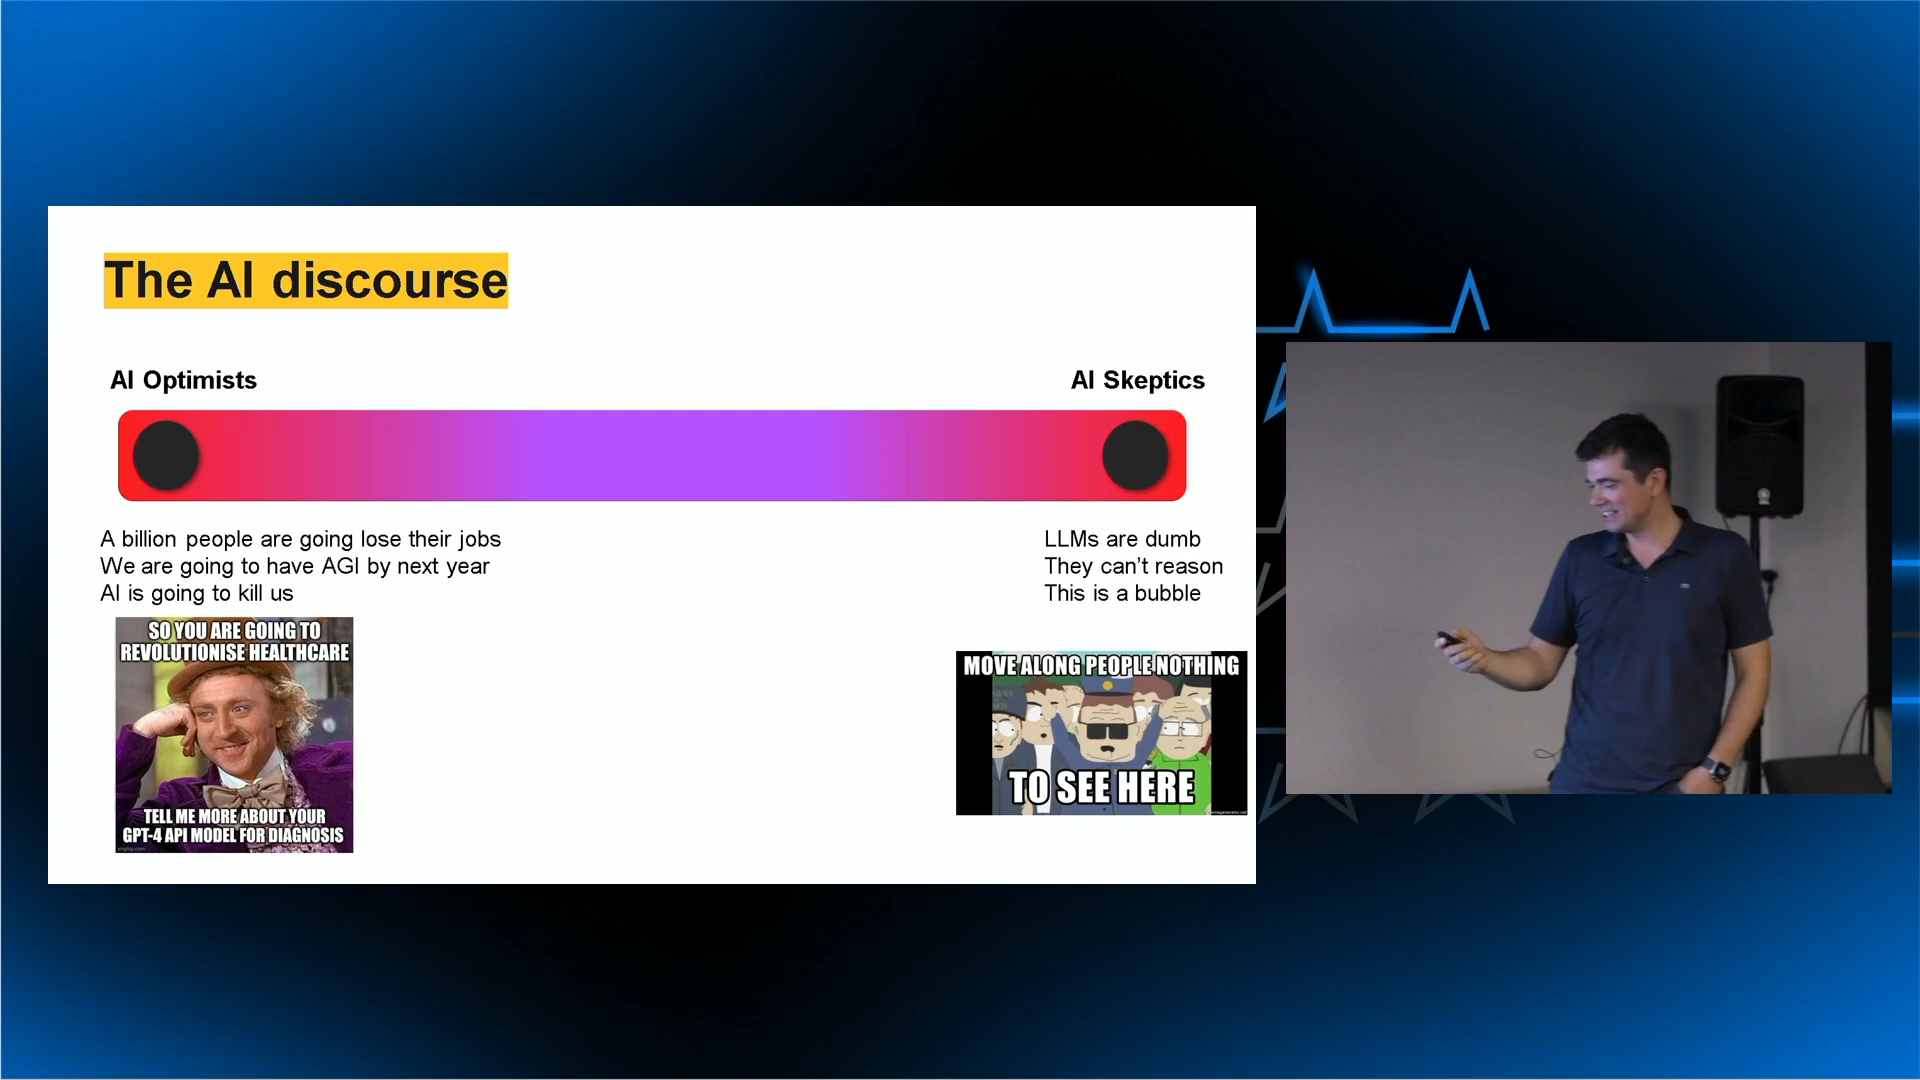 The AI discourse
AI Optimists
AI Skeptics
A billion people are going lose their jobs
We are going to have AGI by next year
AI is going to kill us
LLMs are dumb
They can’t reason
This is a bubble
SO YOU ARE GOING TO
REVOLUTIONISE HEALTHCARE
TELL ME MORE ABOUT YOUR
GPT-4 API MODEL FOR DIAGNOSIS
imgflip.com
MOVE ALONG PEOPLE NOTHING
TO SEE HERE